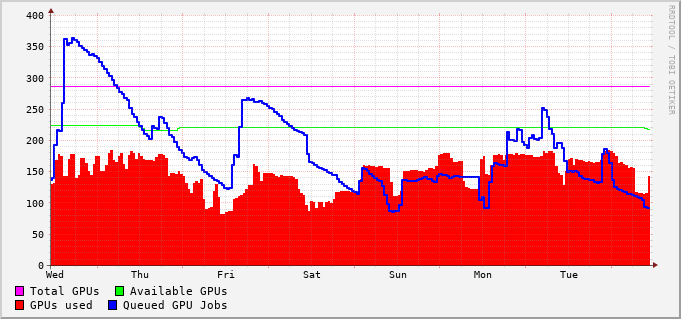 400
350
300
250
200
150
100
50
0
Wed Thu Fri Sat Sun Mon Tue
RRDTOOL / TOBI OETIKER
Total GPUs Available GPUs
GPUs used Queued GPU Jobs